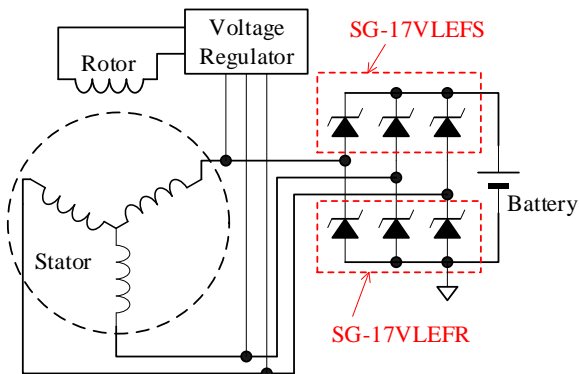 Voltage
Regulator
SG-17VLEFS
Rotor
Battery
Stator
SG-17VLEFR